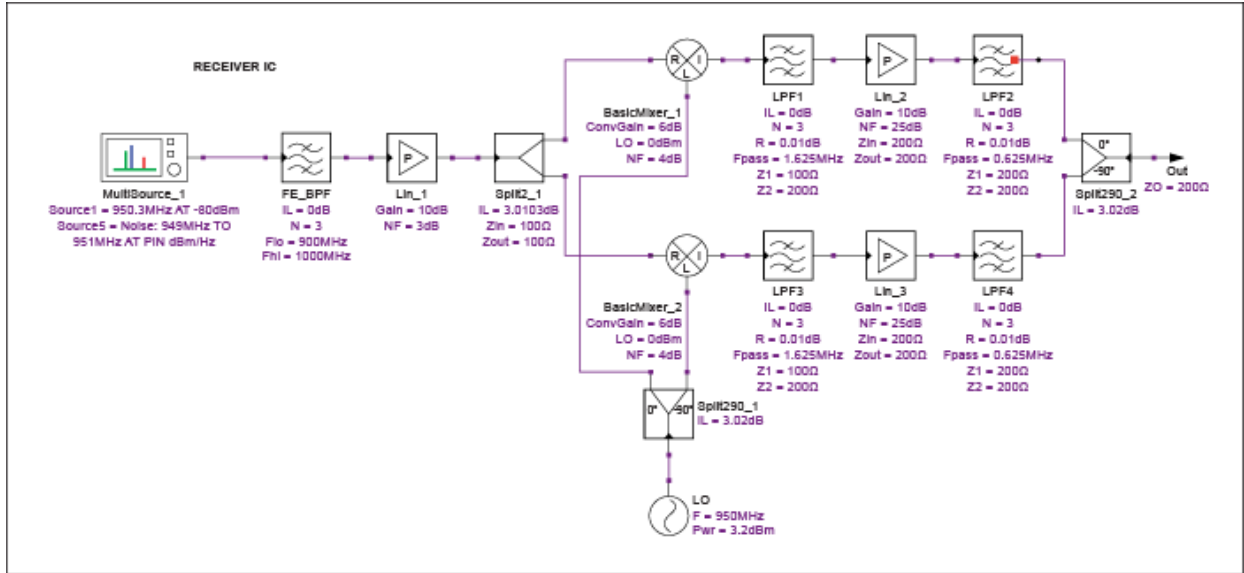 RECEIVER IC
MultiSource_1
Source1 = 950.3MHz AT -80dBm
Source5 = Noise: 949MHz TO
951MHz AT PIN dBm/Hz
FE_BPF
IL = 0dB
N = 3
Flo = 900MHz
Fhi = 1000MHz
P
Lin_1
Gain = 10dB
NF = 3dB
Split2_1
IL = 3.0103dB
Zin = 100Ω
Zout = 100Ω
R I
L
BasicMixer_1
ConvGain = 6dB
LO = 0dBm
NF = 4dB
LPF1
IL = 0dB
N = 3
R = 0.01dB
Fpass = 1.625MHz
Z1 = 100Ω
Z2 = 200Ω
P
Lin_2
Gain = 10dB
NF = 25dB
Zin = 200Ω
Zout = 200Ω
LPF2
IL = 0dB
N = 3
R = 0.01dB
Fpass = 0.625MHz
Z1 = 200Ω
Z2 = 200Ω
0°
-90°
Split290_2
IL = 3.02dB
Out
ZO = 200Ω
R I
L
BasicMixer_2
ConvGain = 6dB
LO = 0dBm
NF = 4dB
LPF3
IL = 0dB
N = 3
R = 0.01dB
Fpass = 1.625MHz
Z1 = 100Ω
Z2 = 200Ω
P
Lin_3
Gain = 10dB
NF = 25dB
Zin = 200Ω
Zout = 200Ω
LPF4
IL = 0dB
N = 3
R = 0.01dB
Fpass = 0.625MHz
Z1 = 200Ω
Z2 = 200Ω
0° -90°
Split290_1
IL = 3.02dB
LO
F = 950MHz
Pwr = 3.2dBm